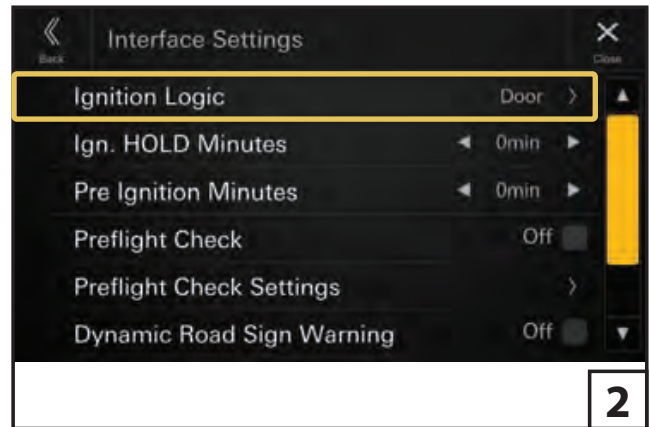 Interface Settings
Back
Close
Ignition Logic Door
Ign. HOLD Minutes 0min
Pre Ignition Minutes 0min
Preflight Check Off
Preflight Check Settings
Dynamic Road Sign Warning Off
2